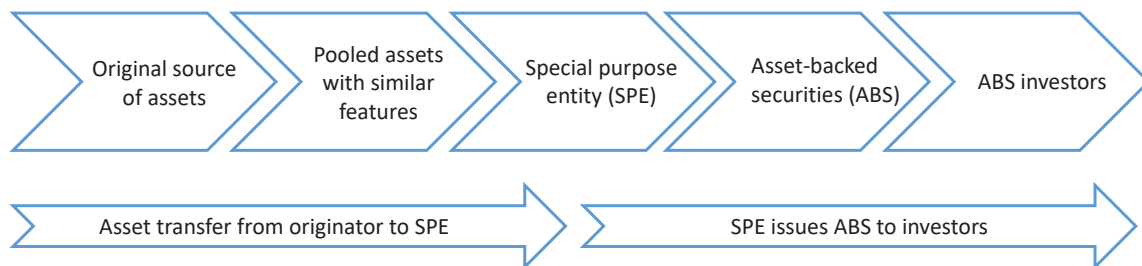 Original source
of assets
Pooled assets
with similar
features
Special purpose
entity (SPE)
Asset-backed
securities (ABS)
ABS investors
Asset transfer from originator to SPE
SPE issues ABS to investors